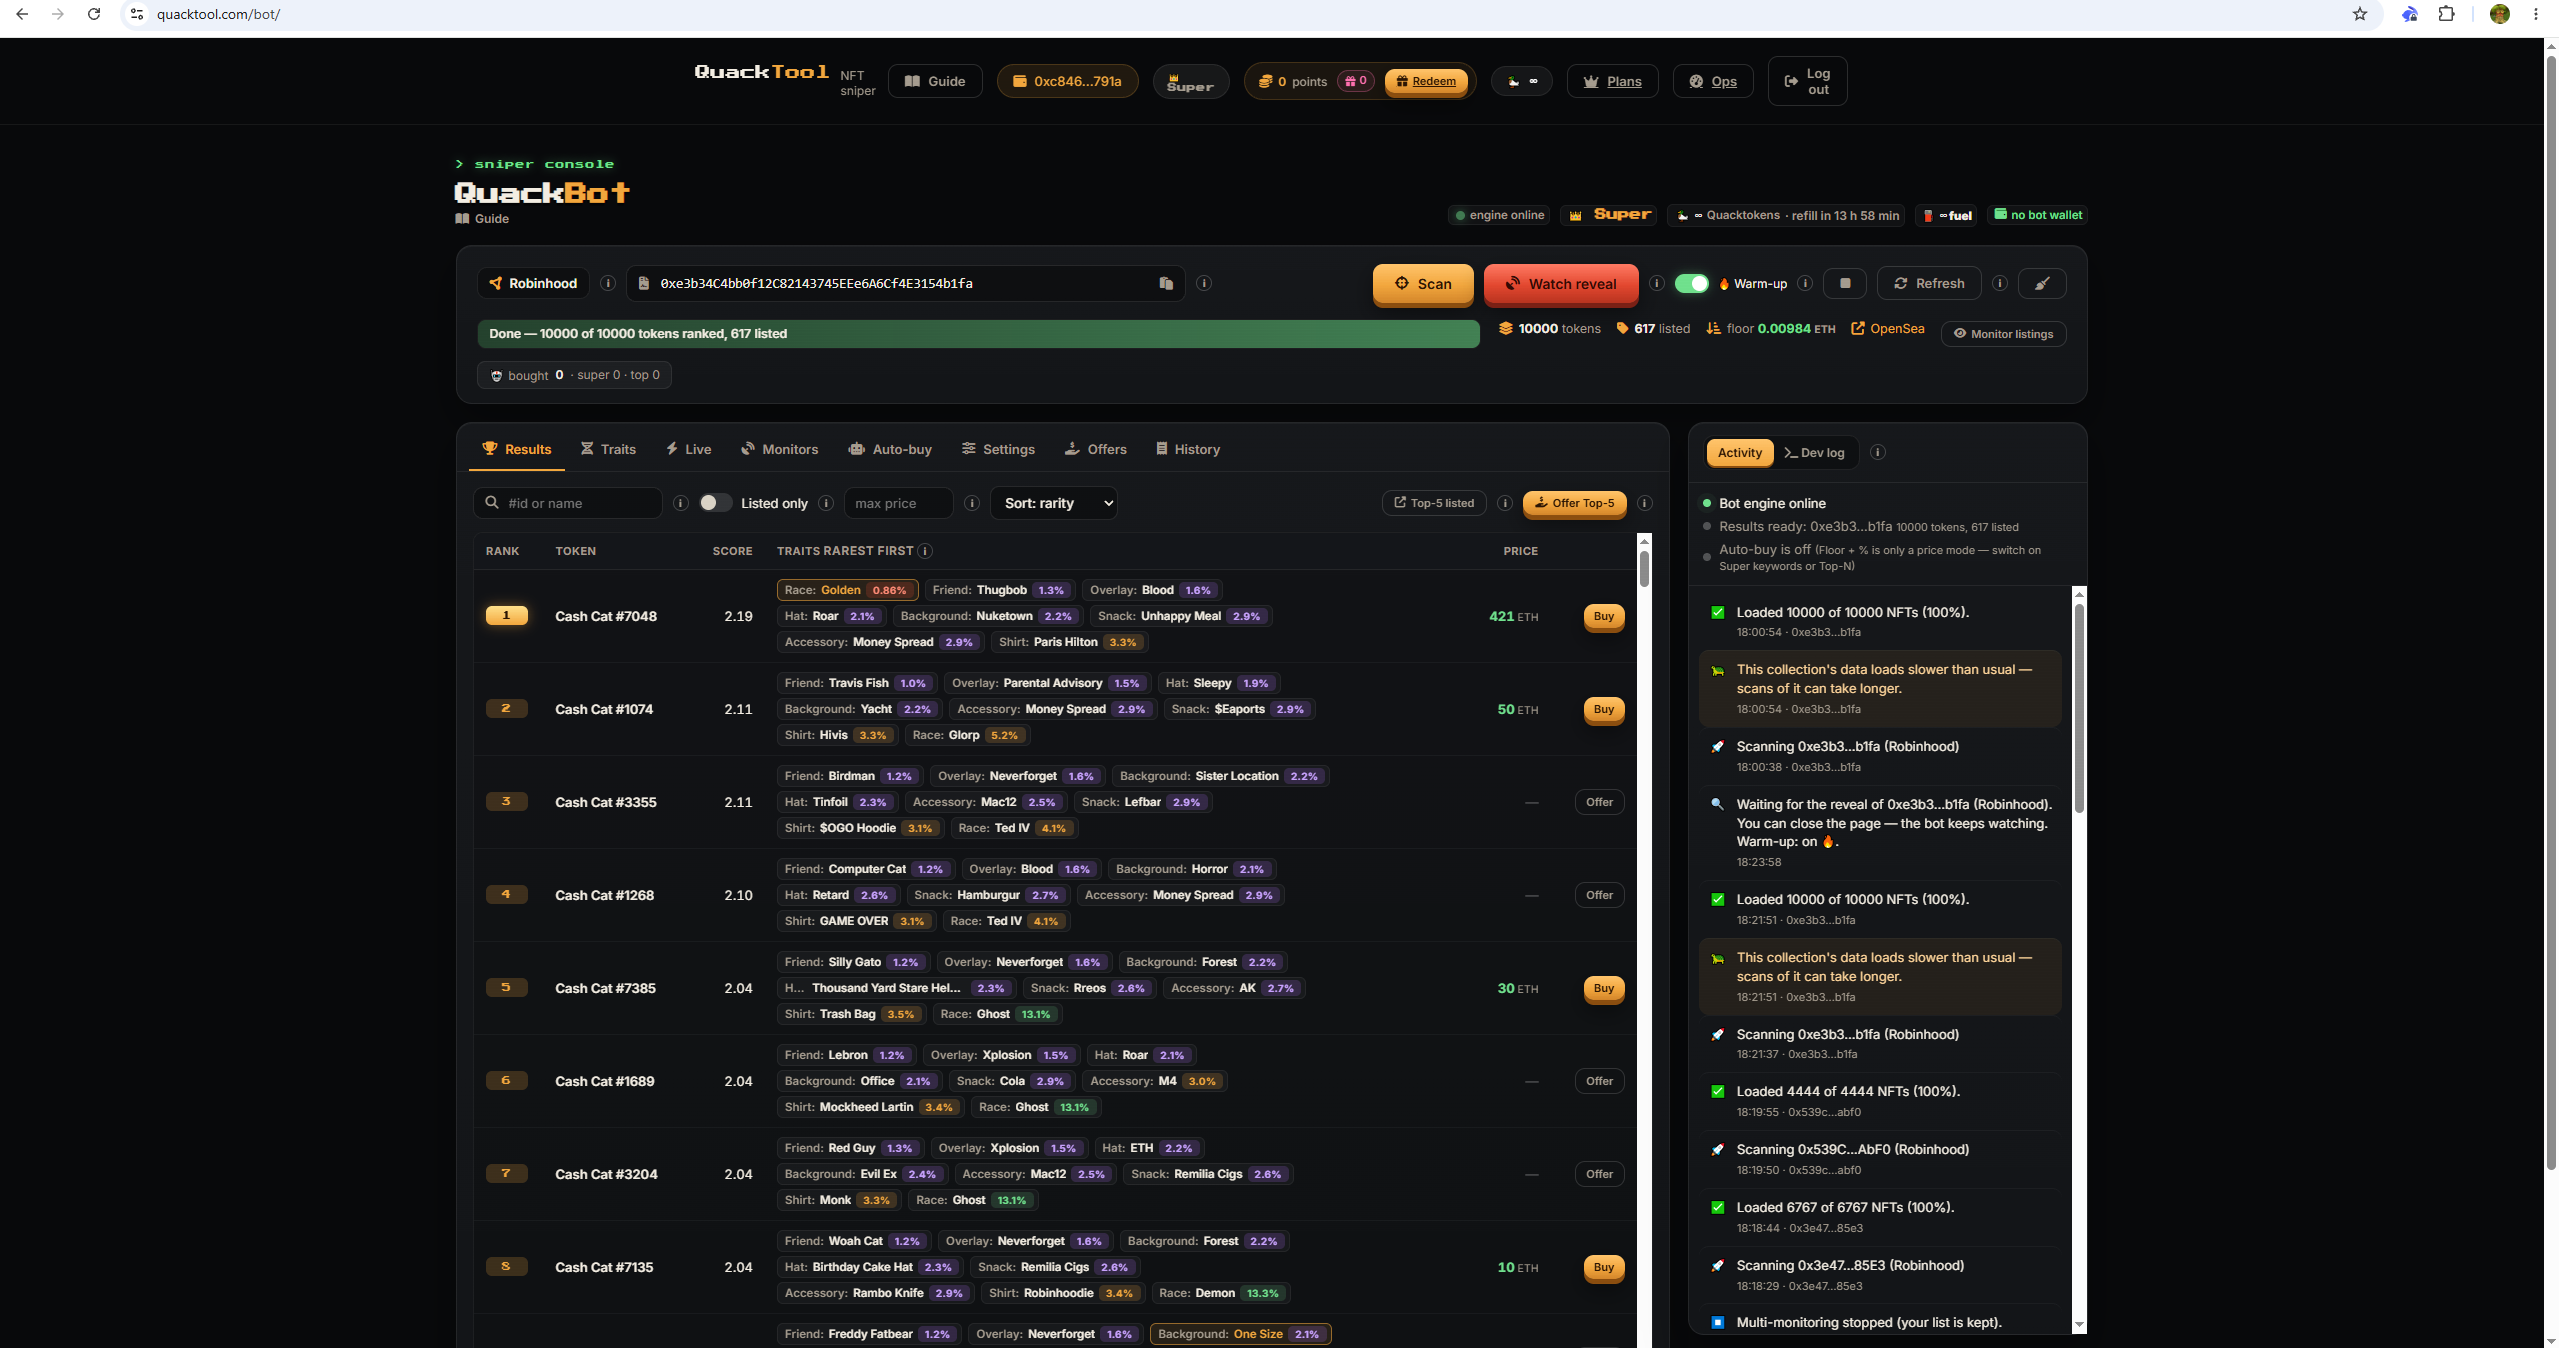 quacktool.com/bot/
QuackTool NFT sniper
Guide
0xc846...791a
Super
0 points 0 Redeem
∞
Plans
Ops
Log out
> sniper console
QuackBot
Guide
engine online
Super
∞ Quacktokens · refill in 13 h 58 min
∞ fuel
no bot wallet
Robinhood
0xe3b34C4bb0f12C82143745EEe6A6Cf4E3154b1fa
Scan
Watch reveal
Warm-up
Refresh
Done — 10000 of 10000 tokens ranked, 617 listed
10000 tokens 617 listed floor 0.00984 ETH OpenSea
Monitor listings
bought 0 · super 0 · top 0
Results Traits Live Monitors Auto-buy Settings Offers History
#id or name Listed only max price Sort: rarity Top-5 listed Offer Top-5
RANK TOKEN SCORE TRAITS RAREST FIRST PRICE
1 Cash Cat #7048 2.19 421 ETH Buy
Race: Golden 0.86% Friend: Thugbob 1.3% Overlay: Blood 1.6%
Hat: Roar 2.1% Background: Nuketown 2.2% Snack: Unhappy Meal 2.9%
Accessory: Money Spread 2.9% Shirt: Paris Hilton 3.3%
2 Cash Cat #1074 2.11 50 ETH Buy
Friend: Travis Fish 1.0% Overlay: Parental Advisory 1.5% Hat: Sleepy 1.9%
Background: Yacht 2.2% Accessory: Money Spread 2.9% Snack: $Eaports 2.9%
Shirt: Hivis 3.3% Race: Glorp 5.2%
3 Cash Cat #3355 2.11 — Offer
Friend: Birdman 1.2% Overlay: Neverforget 1.6% Background: Sister Location 2.2%
Hat: Tinfoil 2.3% Accessory: Mac12 2.5% Snack: Lefbar 2.9%
Shirt: $OGO Hoodie 3.1% Race: Ted IV 4.1%
4 Cash Cat #1268 2.10 — Offer
Friend: Computer Cat 1.2% Overlay: Blood 1.6% Background: Horror 2.1%
Hat: Retard 2.6% Snack: Hamburgur 2.7% Accessory: Money Spread 2.9%
Shirt: GAME OVER 3.1% Race: Ted IV 4.1%
5 Cash Cat #7385 2.04 30 ETH Buy
Friend: Silly Gato 1.2% Overlay: Neverforget 1.6% Background: Forest 2.2%
H... Thousand Yard Stare Hel... 2.3% Snack: Rreos 2.6% Accessory: AK 2.7%
Shirt: Trash Bag 3.5% Race: Ghost 13.1%
6 Cash Cat #1689 2.04 — Offer
Friend: Lebron 1.2% Overlay: Xplosion 1.5% Hat: Roar 2.1%
Background: Office 2.1% Snack: Cola 2.9% Accessory: M4 3.0%
Shirt: Mockheed Lartin 3.4% Race: Ghost 13.1%
7 Cash Cat #3204 2.04 — Offer
Friend: Red Guy 1.3% Overlay: Xplosion 1.5% Hat: ETH 2.2%
Background: Evil Ex 2.4% Accessory: Mac12 2.5% Snack: Remilia Cigs 2.6%
Shirt: Monk 3.3% Race: Ghost 13.1%
8 Cash Cat #7135 2.04 10 ETH Buy
Friend: Woah Cat 1.2% Overlay: Neverforget 1.6% Background: Forest 2.2%
Hat: Birthday Cake Hat 2.3% Snack: Remilia Cigs 2.6%
Accessory: Rambo Knife 2.9% Shirt: Robinhoodie 3.4% Race: Demon 13.3%
Friend: Freddy Fatbear 1.2% Overlay: Neverforget 1.6% Background: One Size 2.1%
Activity Dev log
Bot engine online
Results ready: 0xe3b3...b1fa 10000 tokens, 617 listed
Auto-buy is off (Floor + % is only a price mode — switch on
Super keywords or Top-N)
Loaded 10000 of 10000 NFTs (100%).
18:00:54 · 0xe3b3...b1fa
This collection's data loads slower than usual —
scans of it can take longer.
18:00:54 · 0xe3b3...b1fa
Scanning 0xe3b3...b1fa (Robinhood)
18:00:38 · 0xe3b3...b1fa
Waiting for the reveal of 0xe3b3...b1fa (Robinhood).
You can close the page — the bot keeps watching.
Warm-up: on 🔥.
18:23:58
Loaded 10000 of 10000 NFTs (100%).
18:21:51 · 0xe3b3...b1fa
This collection's data loads slower than usual —
scans of it can take longer.
18:21:51 · 0xe3b3...b1fa
Scanning 0xe3b3...b1fa (Robinhood)
18:21:37 · 0xe3b3...b1fa
Loaded 4444 of 4444 NFTs (100%).
18:19:55 · 0x539c...abf0
Scanning 0x539C...AbF0 (Robinhood)
18:19:50 · 0x539c...abf0
Loaded 6767 of 6767 NFTs (100%).
18:18:44 · 0x3e47...85e3
Scanning 0x3e47...85E3 (Robinhood)
18:18:29 · 0x3e47...85e3
Multi-monitoring stopped (your list is kept).